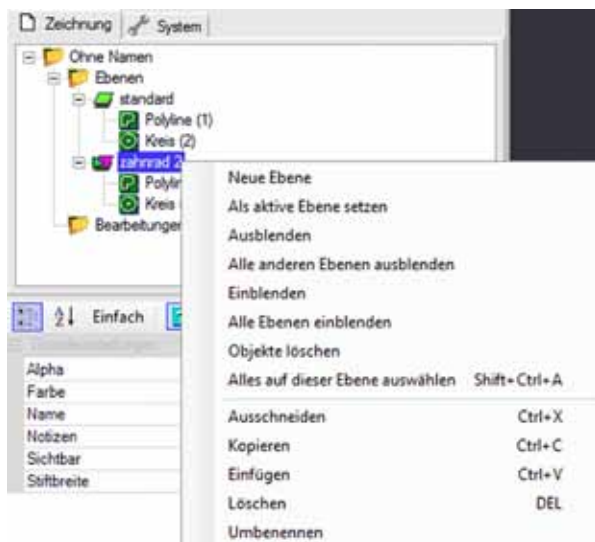 Zeichnung System
Ohne Namen
Ebenen
standard
Polyline (1)
Kreis (2)
zahnrad 2
Kreis
Neue Ebene
Als aktive Ebene setzen
Ausblenden
Alle anderen Ebenen ausblenden
Einblenden
Alle Ebenen einblenden
Objekte löschen
Alles auf dieser Ebene auswählen Shift+Ctrl+A
Ausschneiden Ctrl+X
Kopieren Ctrl+C
Einfügen Ctrl+V
Löschen DEL
Umbenennen
Einfach
Alpha
Farbe
Name
Notizen
Sichtbar
Stiftbreite